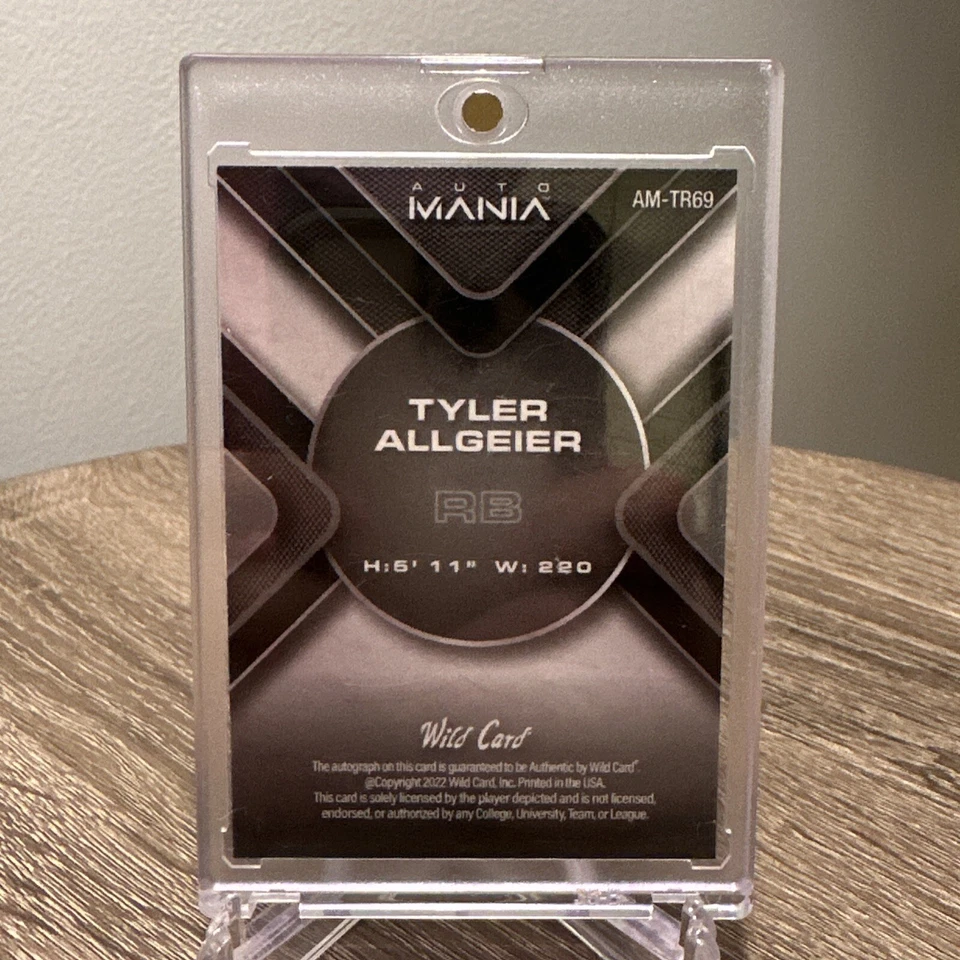 AUTO
MANIA
AM-TR69
TYLER
ALLGEIER
RB
H:5' 11" W: 220
Wild Card
The autograph on this card is guaranteed to be Authentic by Wild Card®.
@Copyright 2022 Wild Card, Inc. Printed in the USA.
This card is solely licensed by the player depicted and is not licensed,
endorsed, or authorized by any College, University, Team, or League.